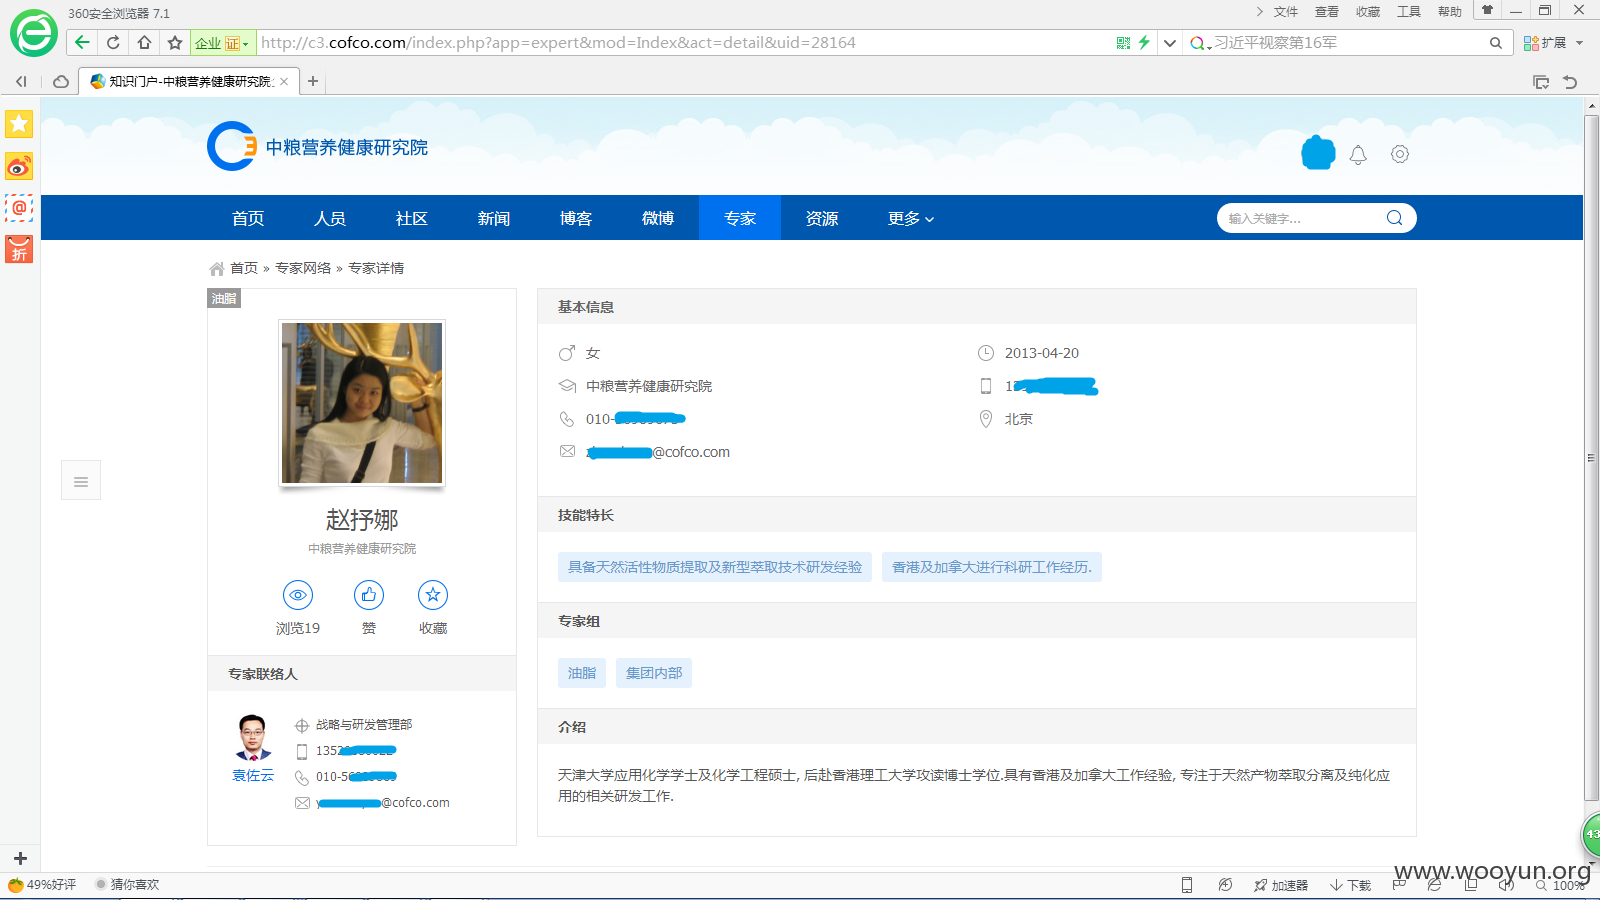 360安全浏览器 7.1
文件 查看 收藏 工具 帮助
企业 证 http://c3.cofco.com/index.php?app=expert&mod=Index&act=detail&uid=28164
习近平视察第16军
扩展
知识门户-中粮营养健康研究院
@
折
中粮营养健康研究院
首页 人员 社区 新闻 博客 微博 专家 资源 更多
输入关键字...
首页 » 专家网络 » 专家详情
油脂
赵抒娜
中粮营养健康研究院
浏览19 赞 收藏
专家联络人
袁佐云
战略与研发管理部
1352
010-56
@cofco.com
基本信息
女
2013-04-20
中粮营养健康研究院
1
010-
北京
@cofco.com
技能特长
具备天然活性物质提取及新型萃取技术研发经验
香港及加拿大进行科研工作经历.
专家组
油脂 集团内部
介绍
天津大学应用化学学士及化学工程硕士, 后赴香港理工大学攻读博士学位.具有香港及加拿大工作经验, 专注于天然产物萃取分离及纯化应
用的相关研发工作.
43
www.wooyun.org
49%好评 猜你喜欢
加速器 下载 100%